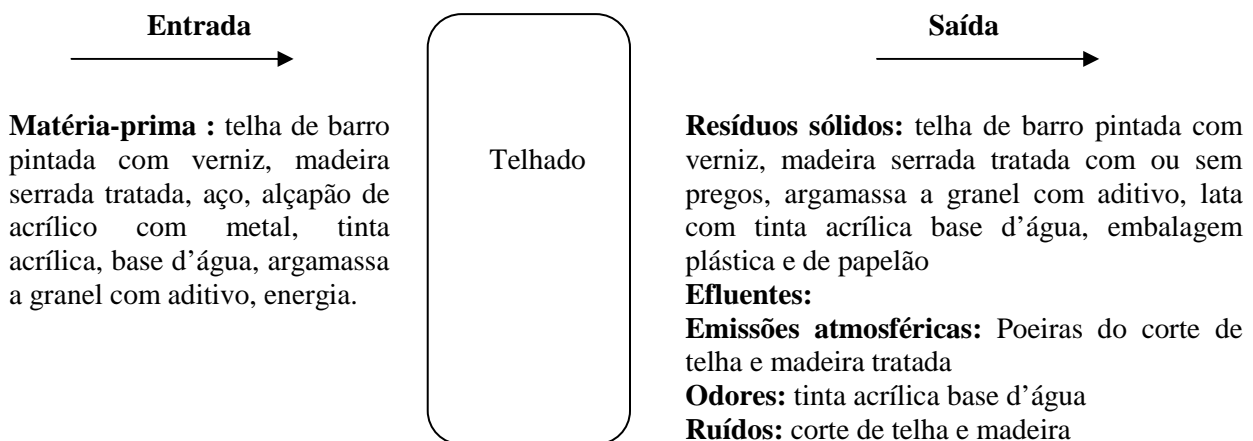 Entrada
Matéria-prima : telha de barro
pintada com verniz, madeira
serrada tratada, aço, alçapão de
acrílico com metal, tinta
acrílica, base d’água, argamassa
a granel com aditivo, energia.
Telhado
Saída
Resíduos sólidos: telha de barro pintada com
verniz, madeira serrada tratada com ou sem
pregos, argamassa a granel com aditivo, lata
com tinta acrílica base d’água, embalagem
plástica e de papelão
Efluentes:
Emissões atmosféricas: Poeiras do corte de
telha e madeira tratada
Odores: tinta acrílica base d’água
Ruídos: corte de telha e madeira